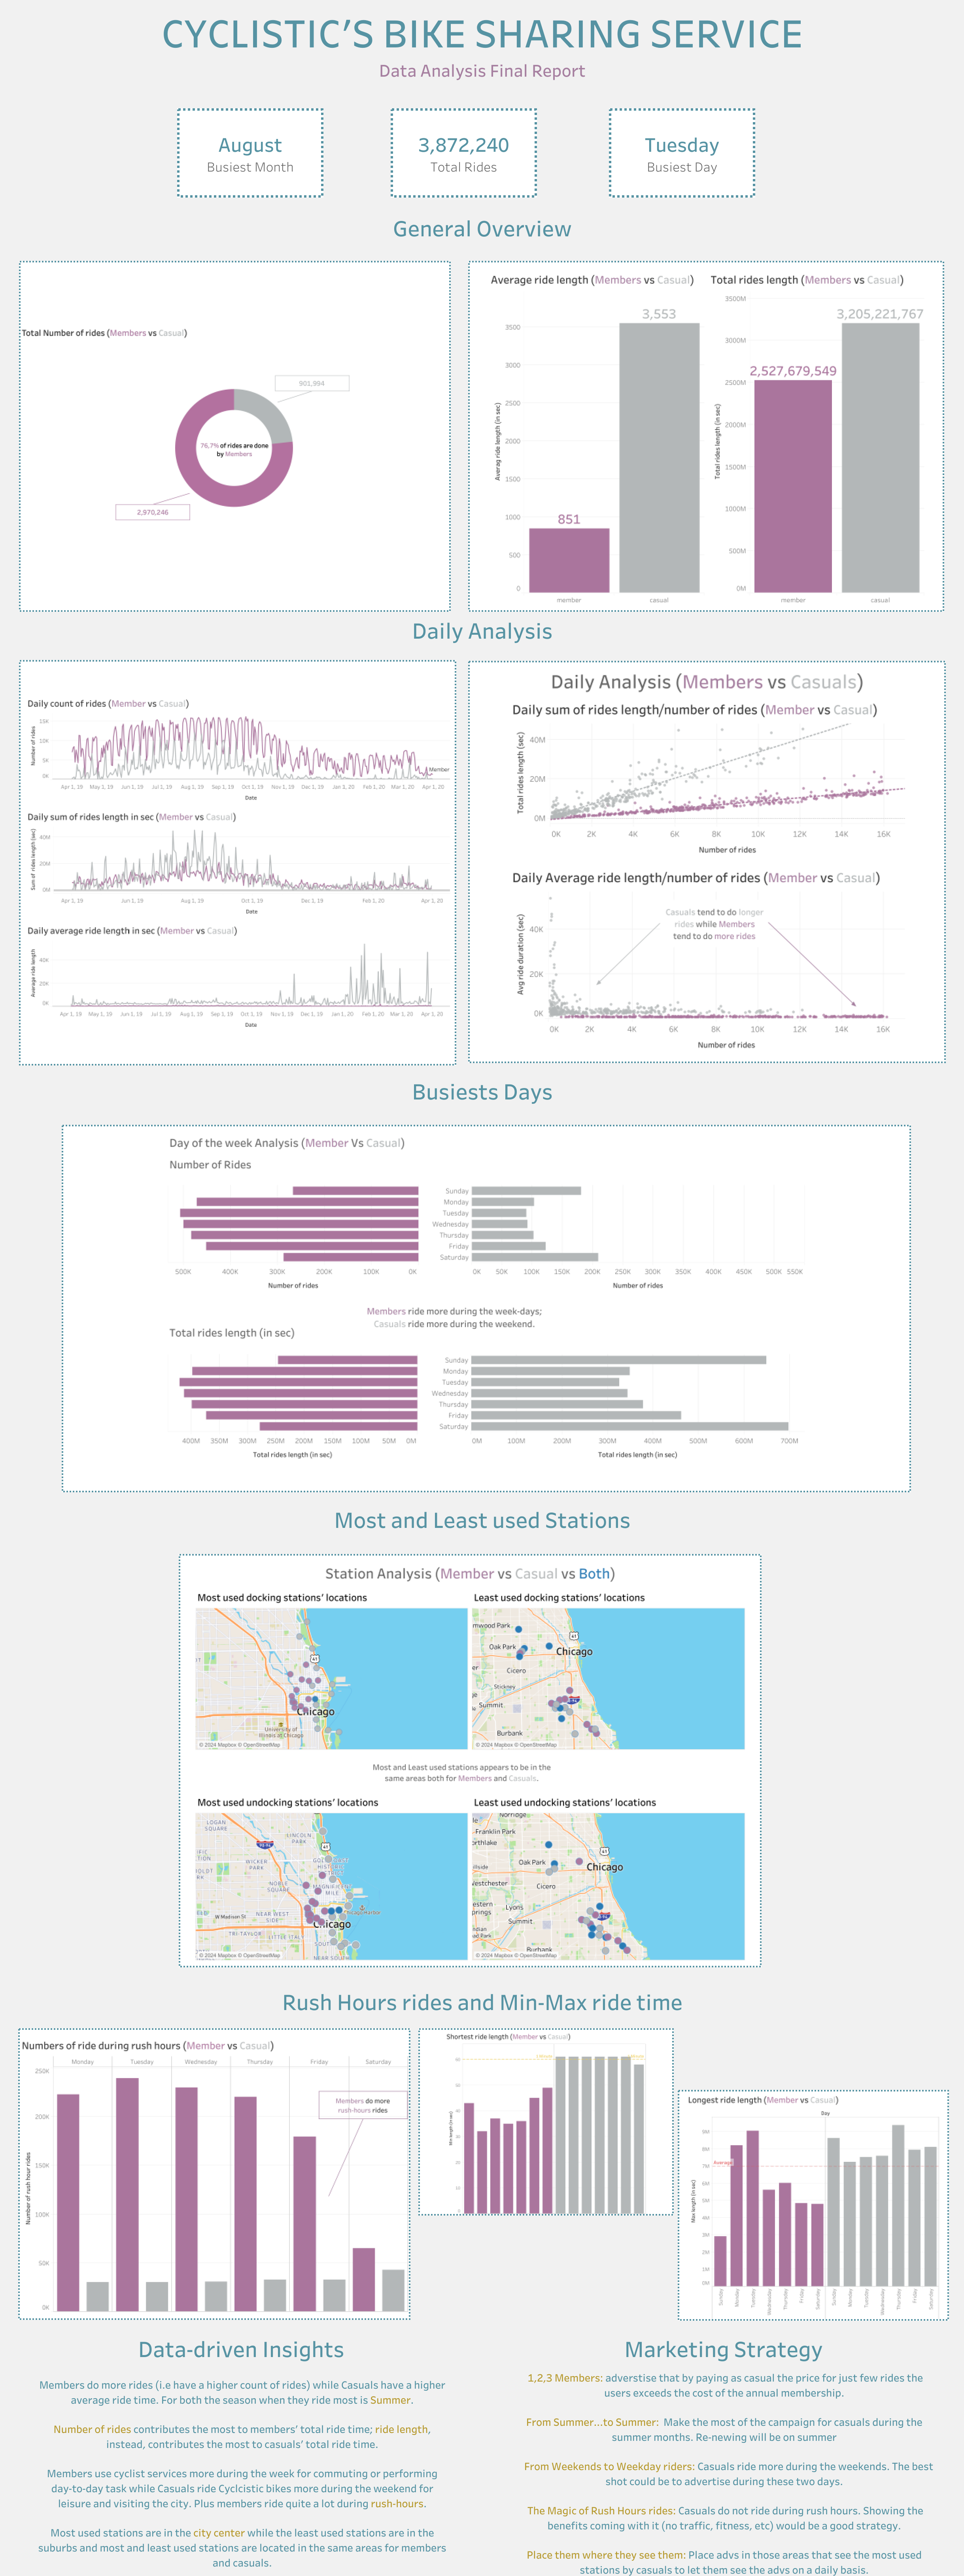 CYCLISTIC'S BIKE SHARING SERVICE
Data Analysis Final Report
August
Busiest Month
3,872,240
Total Rides
Tuesday
Busiest Day
General Overview
Total Number of rides (Members vs Casual)
901,994
76,7% of rides are done
by Members
2,970,246
Average ride length (Members vs Casual)
Averag ride length (in sec)
3500
3000
2500
2000
1500
1000
500
0
851
3,553
member
casual
Total rides length (Members vs Casual)
Total rides length (in sec)
3500M
3000M
2500M
2000M
1500M
1000M
500M
0M
2,527,679,549
3,205,221,767
member
casual
Daily Analysis
Daily count of rides (Member vs Casual)
Number of rides
15K
10K
5K
0K
Member
Apr 1, 19 May 1, 19 Jun 1, 19 Jul 1, 19 Aug 1, 19 Sep 1, 19 Oct 1, 19 Nov 1, 19 Dec 1, 19 Jan 1, 20 Feb 1, 20 Mar 1, 20 Apr 1, 20
Date
Daily sum of rides length in sec (Member vs Casual)
Sum of rides length (sec)
40M
20M
0M
Apr 1, 19 Jun 1, 19 Aug 1, 19 Oct 1, 19 Dec 1, 19 Feb 1, 20 Apr 1, 20
Date
Daily average ride length in sec (Member vs Casual)
Average ride length
40K
20K
0K
Apr 1, 19 May 1, 19 Jun 1, 19 Jul 1, 19 Aug 1, 19 Sep 1, 19 Oct 1, 19 Nov 1, 19 Dec 1, 19 Jan 1, 20 Feb 1, 20 Mar 1, 20 Apr 1, 20
Date
Daily Analysis (Members vs Casuals)
Daily sum of rides length/number of rides (Member vs Casual)
Total rides length (sec)
40M
20M
0M
0K 2K 4K 6K 8K 10K 12K 14K 16K
Number of rides
Daily Average ride length/number of rides (Member vs Casual)
Avg ride duration (sec)
40K
20K
0K
Casuals tend to do longer
rides while Members
tend to do more rides
0K 2K 4K 6K 8K 10K 12K 14K 16K
Number of rides
Busiests Days
Day of the week Analysis (Member Vs Casual)
Number of Rides
Sunday
Monday
Tuesday
Wednesday
Thursday
Friday
Saturday
500K 400K 300K 200K 100K 0K
Number of rides
0K 50K 100K 150K 200K 250K 300K 350K 400K 450K 500K 550K
Number of rides
Members ride more during the week-days;
Casuals ride more during the weekend.
Total rides length (in sec)
Sunday
Monday
Tuesday
Wednesday
Thursday
Friday
Saturday
400M 350M 300M 250M 200M 150M 100M 50M 0M
Total rides length (in sec)
0M 100M 200M 300M 400M 500M 600M 700M
Total rides length (in sec)
Most and Least used Stations
Station Analysis (Member vs Casual vs Both)
Most used docking stations' locations
41
Chicago
University of
Illinois at Chicago
© 2024 Mapbox © OpenStreetMap
Least used docking stations' locations
mwood Park
41
Oak Park
Chicago
er
Cicero
Stickney
Summit
Burbank
© 2024 Mapbox © OpenStreetMap
Most and Least used stations appears to be in the
same areas both for Members and Casuals.
Most used undocking stations' locations
LOGAN
SQUARE
LINCOLN
PARK
41
WICKER
PARK
NOBLE
SQUARE
MAGNIFICENT
MILE
W Madison St
NEAR WEST
SIDE
Chicago
TRI-TAYLOR
LITTLE ITALY
NEAR SOUTH
© 2024 Mapbox © OpenStreetMap
Least used undocking stations' locations
Norridge
Franklin Park
rthlake
41
Oak Park
Chicago
llside
Westchester
Cicero
estern
prings
Lyons
Summit
ndian
ad Park
Burbank
© 2024 Mapbox © OpenStreetMap
Rush Hours rides and Min-Max ride time
Numbers of ride during rush hours (Member vs Casual)
Monday Tuesday Wednesday Thursday Friday Saturday
Number of rush hour rides
250K
200K
150K
100K
50K
0K
Members do more
rush-hours rides
Shortest ride length (Member vs Casual)
Min length (in sec)
60
50
40
30
20
10
0
Longest ride length (Member vs Casual)
Day
Max length (in sec)
9M
8M
7M
6M
5M
4M
3M
2M
1M
0M
Average
Sunday Monday Tuesday Wednesday Thursday Friday Saturday Sunday Monday Tuesday Wednesday Thursday Friday Saturday
Data-driven Insights
Members do more rides (i.e have a higher count of rides) while Casuals have a higher
average ride time. For both the season when they ride most is Summer.
Number of rides contributes the most to members' total ride time; ride length,
instead, contributes the most to casuals' total ride time.
Members use cyclist services more during the week for commuting or performing
day-to-day task while Casuals ride Cyclcistic bikes more during the weekend for
leisure and visiting the city. Plus members ride quite a lot during rush-hours.
Most used stations are in the city center while the least used stations are in the
suburbs and most and least used stations are located in the same areas for members
and casuals.
Marketing Strategy
1,2,3 Members: adverstise that by paying as casual the price for just few rides the
users exceeds the cost of the annual membership.
From Summer...to Summer: Make the most of the campaign for casuals during the
summer months. Re-newing will be on summer
From Weekends to Weekday riders: Casuals ride more during the weekends. The best
shot could be to advertise during these two days.
The Magic of Rush Hours rides: Casuals do not ride during rush hours. Showing the
benefits coming with it (no traffic, fitness, etc) would be a good strategy.
Place them where they see them: Place advs in those areas that see the most used
stations by casuals to let them see the advs on a daily basis.